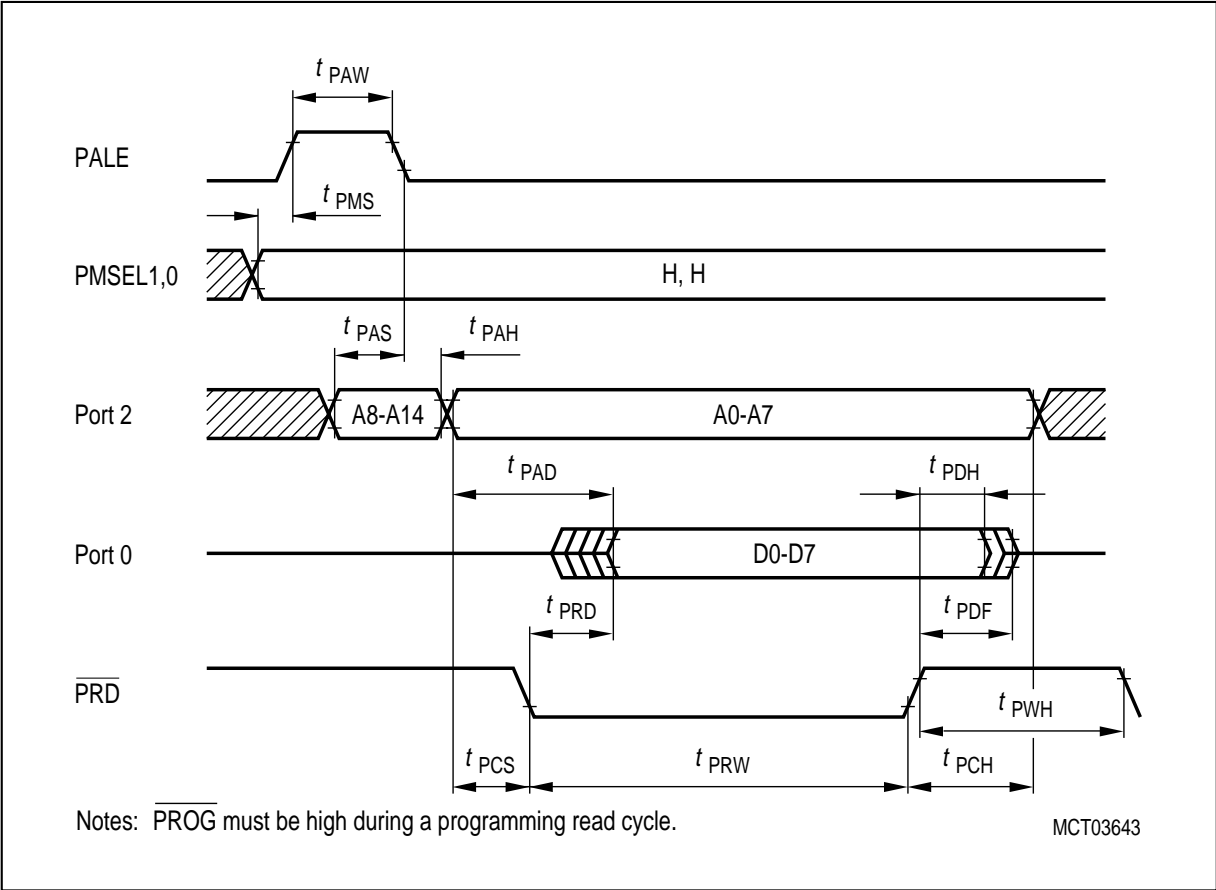 t PAW
PALE
t PMS
PMSEL1,0
H, H
t PAS
t PAH
Port 2
A8-A14
A0-A7
t PAD
t PDH
Port 0
D0-D7
t PRD
t PDF
PRD
t PWH
t PCS
t PRW
t PCH
Notes: PROG must be high during a programming read cycle.
MCT03643